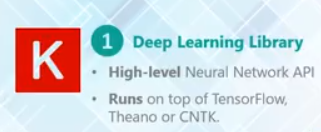 K
1 Deep Learning Library
• High-level Neural Network API
• Runs on top of TensorFlow,
Theano or CNTK.